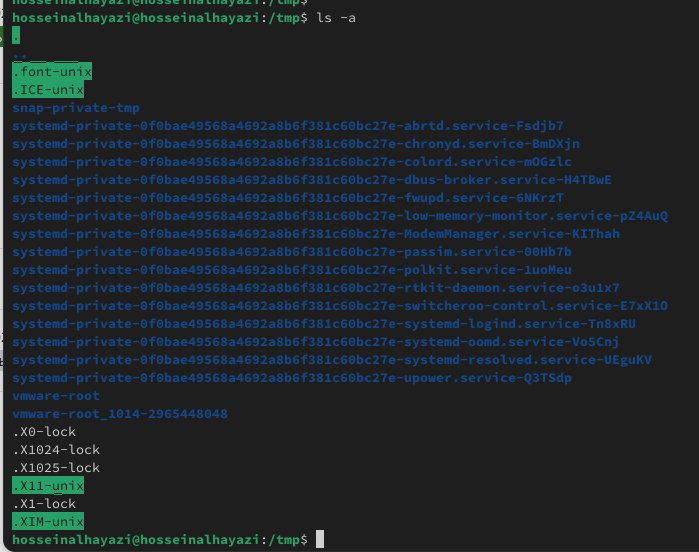 hosseinalhayazi@hosseinalhayazi:/tmp$
hosseinalhayazi@hosseinalhayazi:/tmp$ ls -a
.
..
.font-unix
.ICE-unix
snap-private-tmp
systemd-private-0f0bae49568a4692a8b6f381c60bc27e-abrtd.service-Fsdjb7
systemd-private-0f0bae49568a4692a8b6f381c60bc27e-chronyd.service-BmDXjn
systemd-private-0f0bae49568a4692a8b6f381c60bc27e-colord.service-mOGzlc
systemd-private-0f0bae49568a4692a8b6f381c60bc27e-dbus-broker.service-H4TBwE
systemd-private-0f0bae49568a4692a8b6f381c60bc27e-fwupd.service-6NKrzT
systemd-private-0f0bae49568a4692a8b6f381c60bc27e-low-memory-monitor.service-pZ4AuQ
systemd-private-0f0bae49568a4692a8b6f381c60bc27e-ModemManager.service-KIThah
systemd-private-0f0bae49568a4692a8b6f381c60bc27e-passim.service-00Hb7b
systemd-private-0f0bae49568a4692a8b6f381c60bc27e-polkit.service-1uoMeu
systemd-private-0f0bae49568a4692a8b6f381c60bc27e-rtkit-daemon.service-o3u1x7
systemd-private-0f0bae49568a4692a8b6f381c60bc27e-switcheroo-control.service-E7xX1O
systemd-private-0f0bae49568a4692a8b6f381c60bc27e-systemd-logind.service-Tn8xRU
systemd-private-0f0bae49568a4692a8b6f381c60bc27e-systemd-oomd.service-Vo5Cnj
systemd-private-0f0bae49568a4692a8b6f381c60bc27e-systemd-resolved.service-UEguKV
systemd-private-0f0bae49568a4692a8b6f381c60bc27e-upower.service-Q3TSdp
vmware-root
vmware-root_1014-2965448048
.X0-lock
.X1024-lock
.X1025-lock
.X11-unix
.X1-lock
.XIM-unix
hosseinalhayazi@hosseinalhayazi:/tmp$